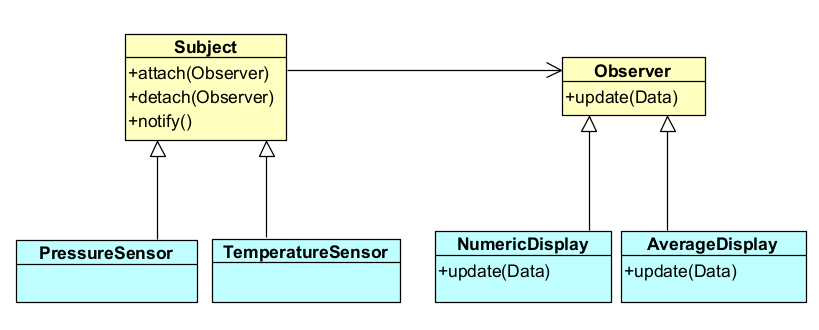 Subject
+attach(Observer)
+detach(Observer)
+notify()
Observer
+update(Data)
PressureSensor
TemperatureSensor
NumericDisplay
+update(Data)
AverageDisplay
+update(Data)